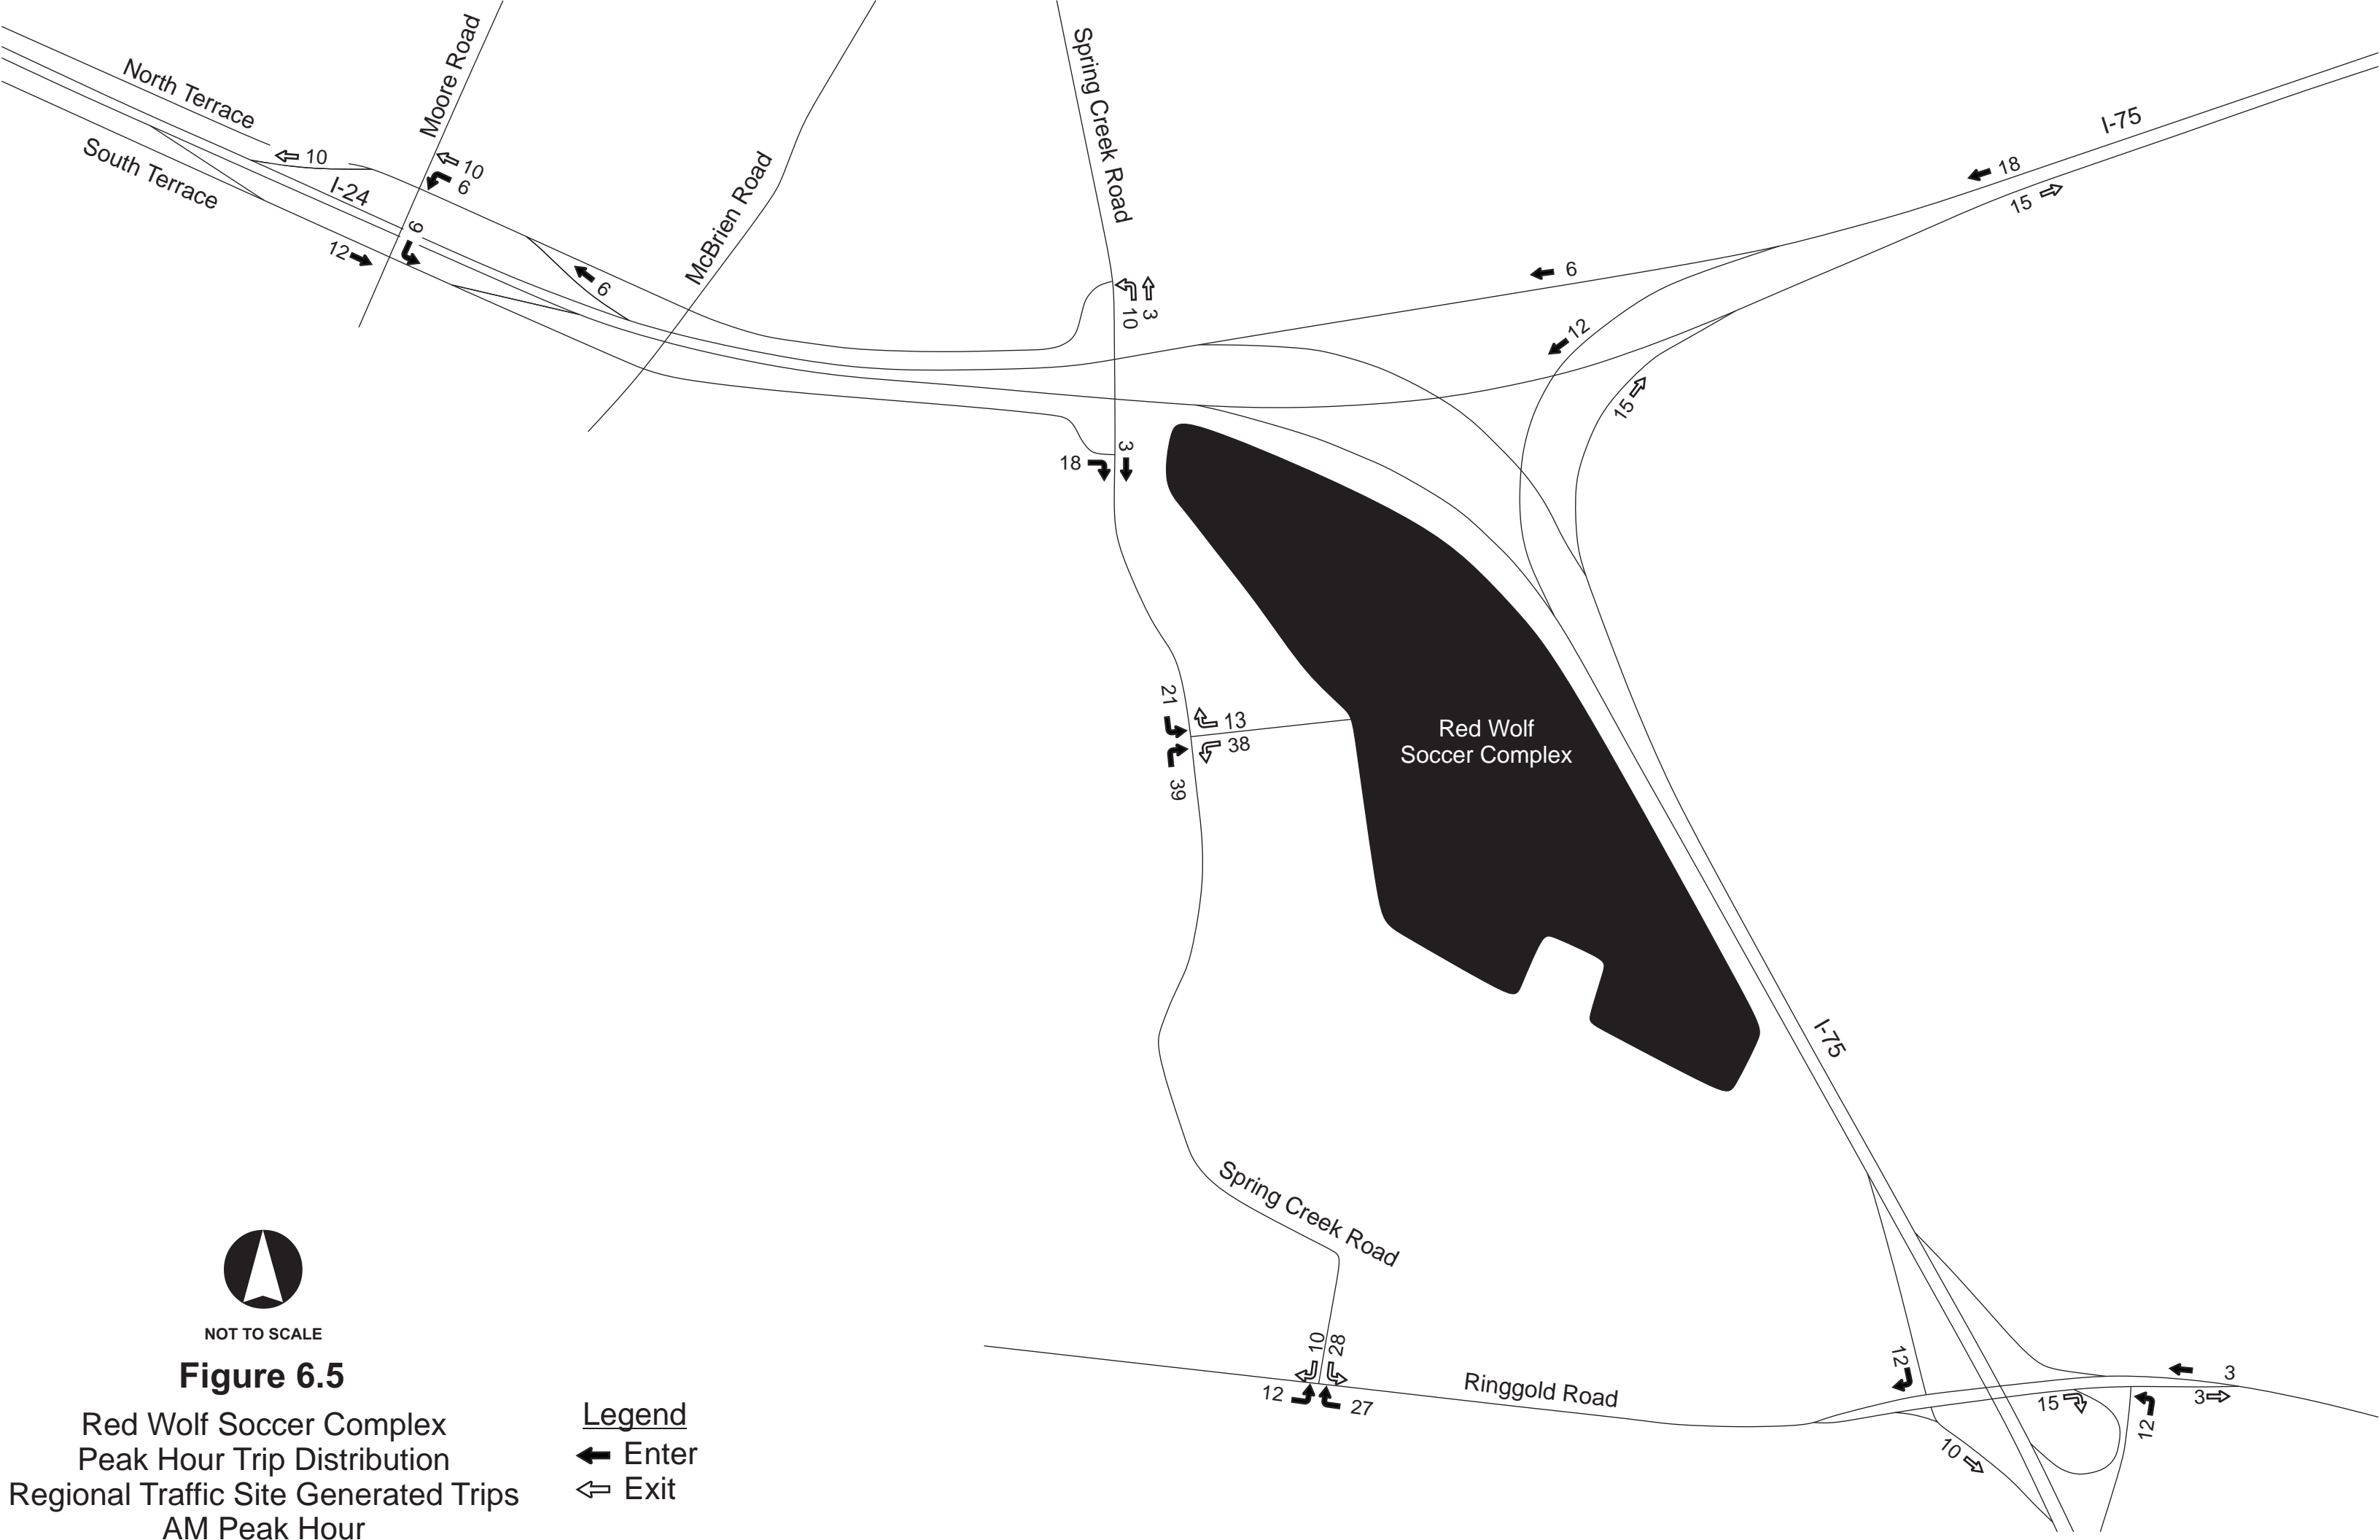 North Terrace
South Terrace
Moore Road
McBrien Road
Spring Creek Road
I-24
I-75
10
10
6
6
12
6
10
3
18
15
6
12
15
3
18
21
13
38
39
Red Wolf
Soccer Complex
I-75
Spring Creek Road
10
28
12
27
Ringgold Road
12
3
3
15
12
10
NOT TO SCALE
Figure 6.5
Red Wolf Soccer Complex
Peak Hour Trip Distribution
Regional Traffic Site Generated Trips
AM Peak Hour
Legend
Enter
Exit